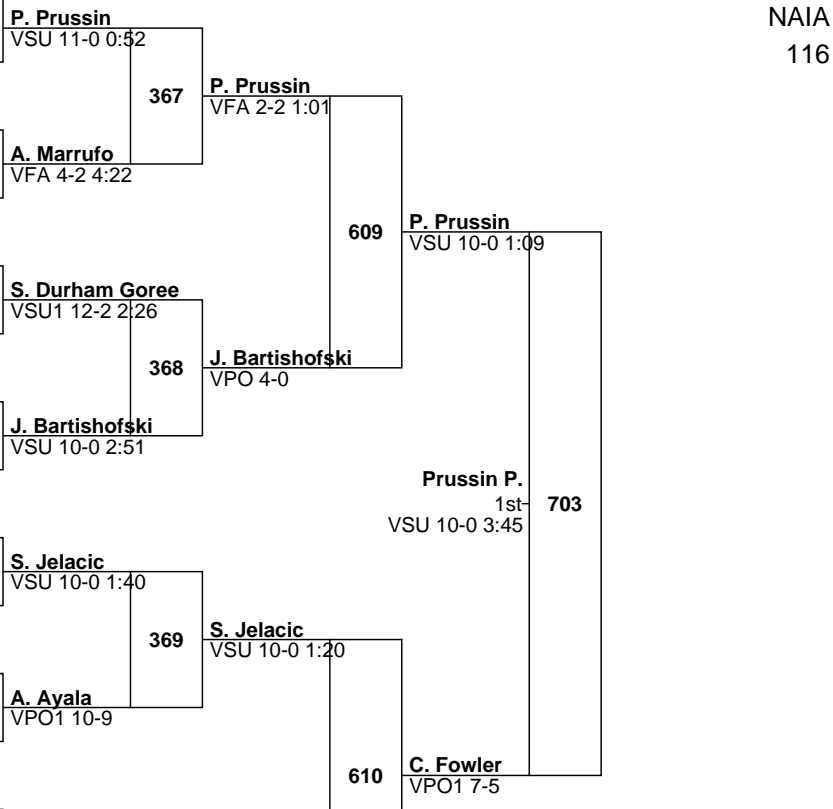 NAIA
116
P. Prussin
VSU 11-0 0:52
367
P. Prussin
VFA 2-2 1:01
A. Marrufo
VFA 4-2 4:22
609
P. Prussin
VSU 10-0 1:09
S. Durham Goree
VSU1 12-2 2:26
368
J. Bartishofski
VPO 4-0
J. Bartishofski
VSU 10-0 2:51
Prussin P.
1st
VSU 10-0 3:45
703
S. Jelacic
VSU 10-0 1:40
369
S. Jelacic
VSU 10-0 1:20
A. Ayala
VPO1 10-9
610
C. Fowler
VPO1 7-5